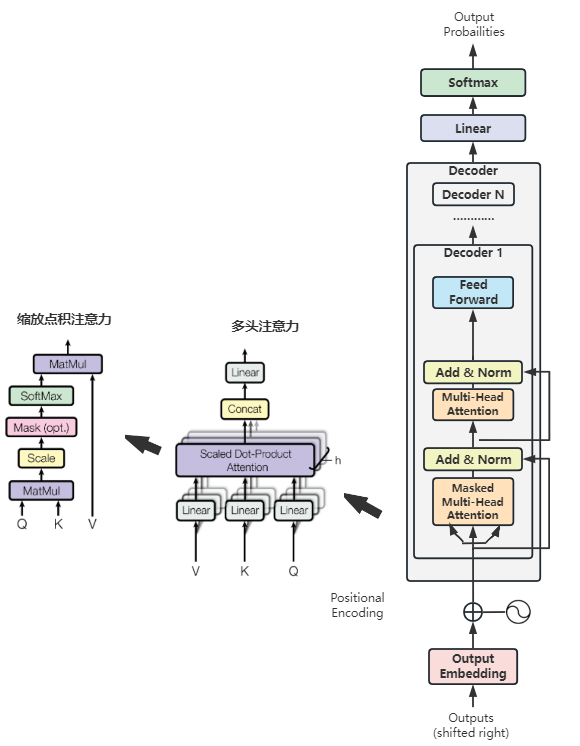 Output
Probailities
Softmax
Linear
Decoder
Decoder N
............
Decoder 1
Feed
Forward
Add & Norm
Multi-Head
Attention
Add & Norm
Masked
Multi-Head
Attention
Positional
Encoding
Output
Embedding
Outputs
(shifted right)
缩放点积注意力
MatMul
SoftMax
Mask (opt.)
Scale
MatMul
Q K V
多头注意力
Linear
Concat
Scaled Dot-Product
Attention
h
Linear Linear Linear
V K Q